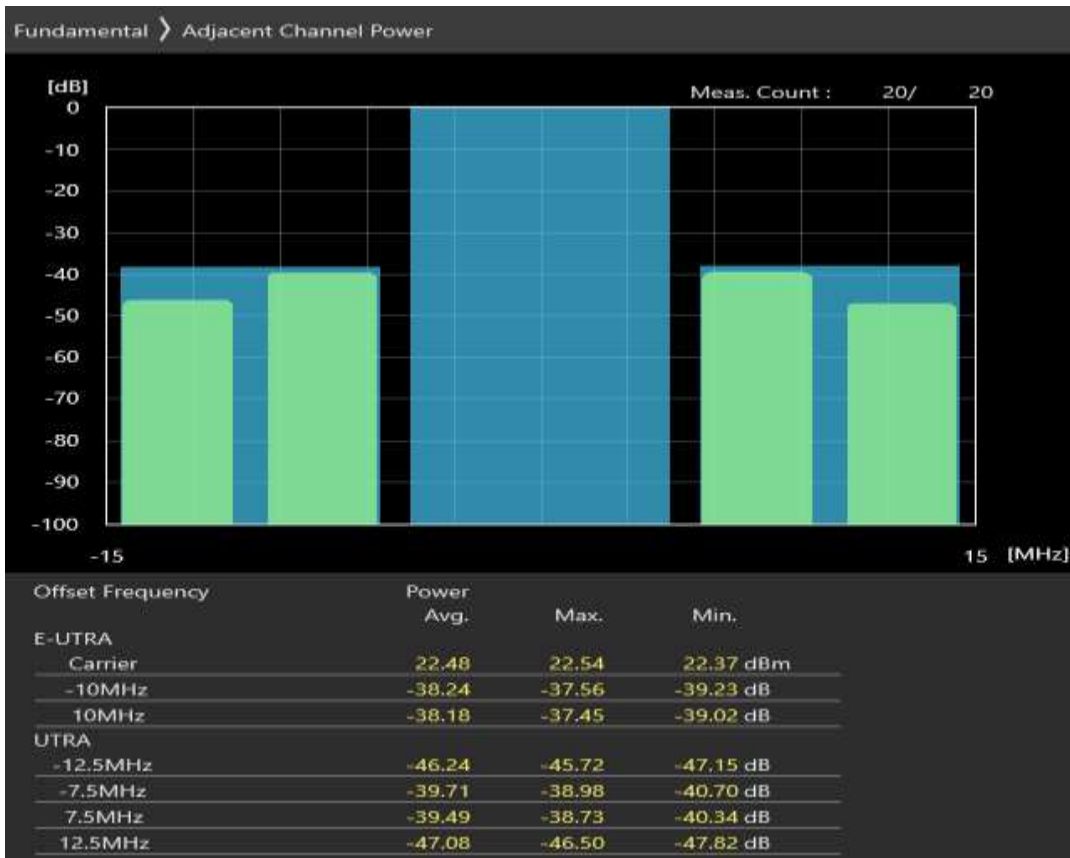 Fundamental ❯ Adjacent Channel Power
[dB]
Meas. Count : 20/ 20
0
-10
-20
-30
-40
-50
-60
-70
-80
-90
-100
-15 15 [MHz]
Offset Frequency Power
Avg. Max. Min.
E-UTRA
Carrier 22.48 22.54 22.37 dBm
-10MHz -38.24 -37.56 -39.23 dB
10MHz -38.18 -37.45 -39.02 dB
UTRA
-12.5MHz -46.24 -45.72 -47.15 dB
-7.5MHz -39.71 -38.98 -40.70 dB
7.5MHz -39.49 -38.73 -40.34 dB
12.5MHz -47.08 -46.50 -47.82 dB